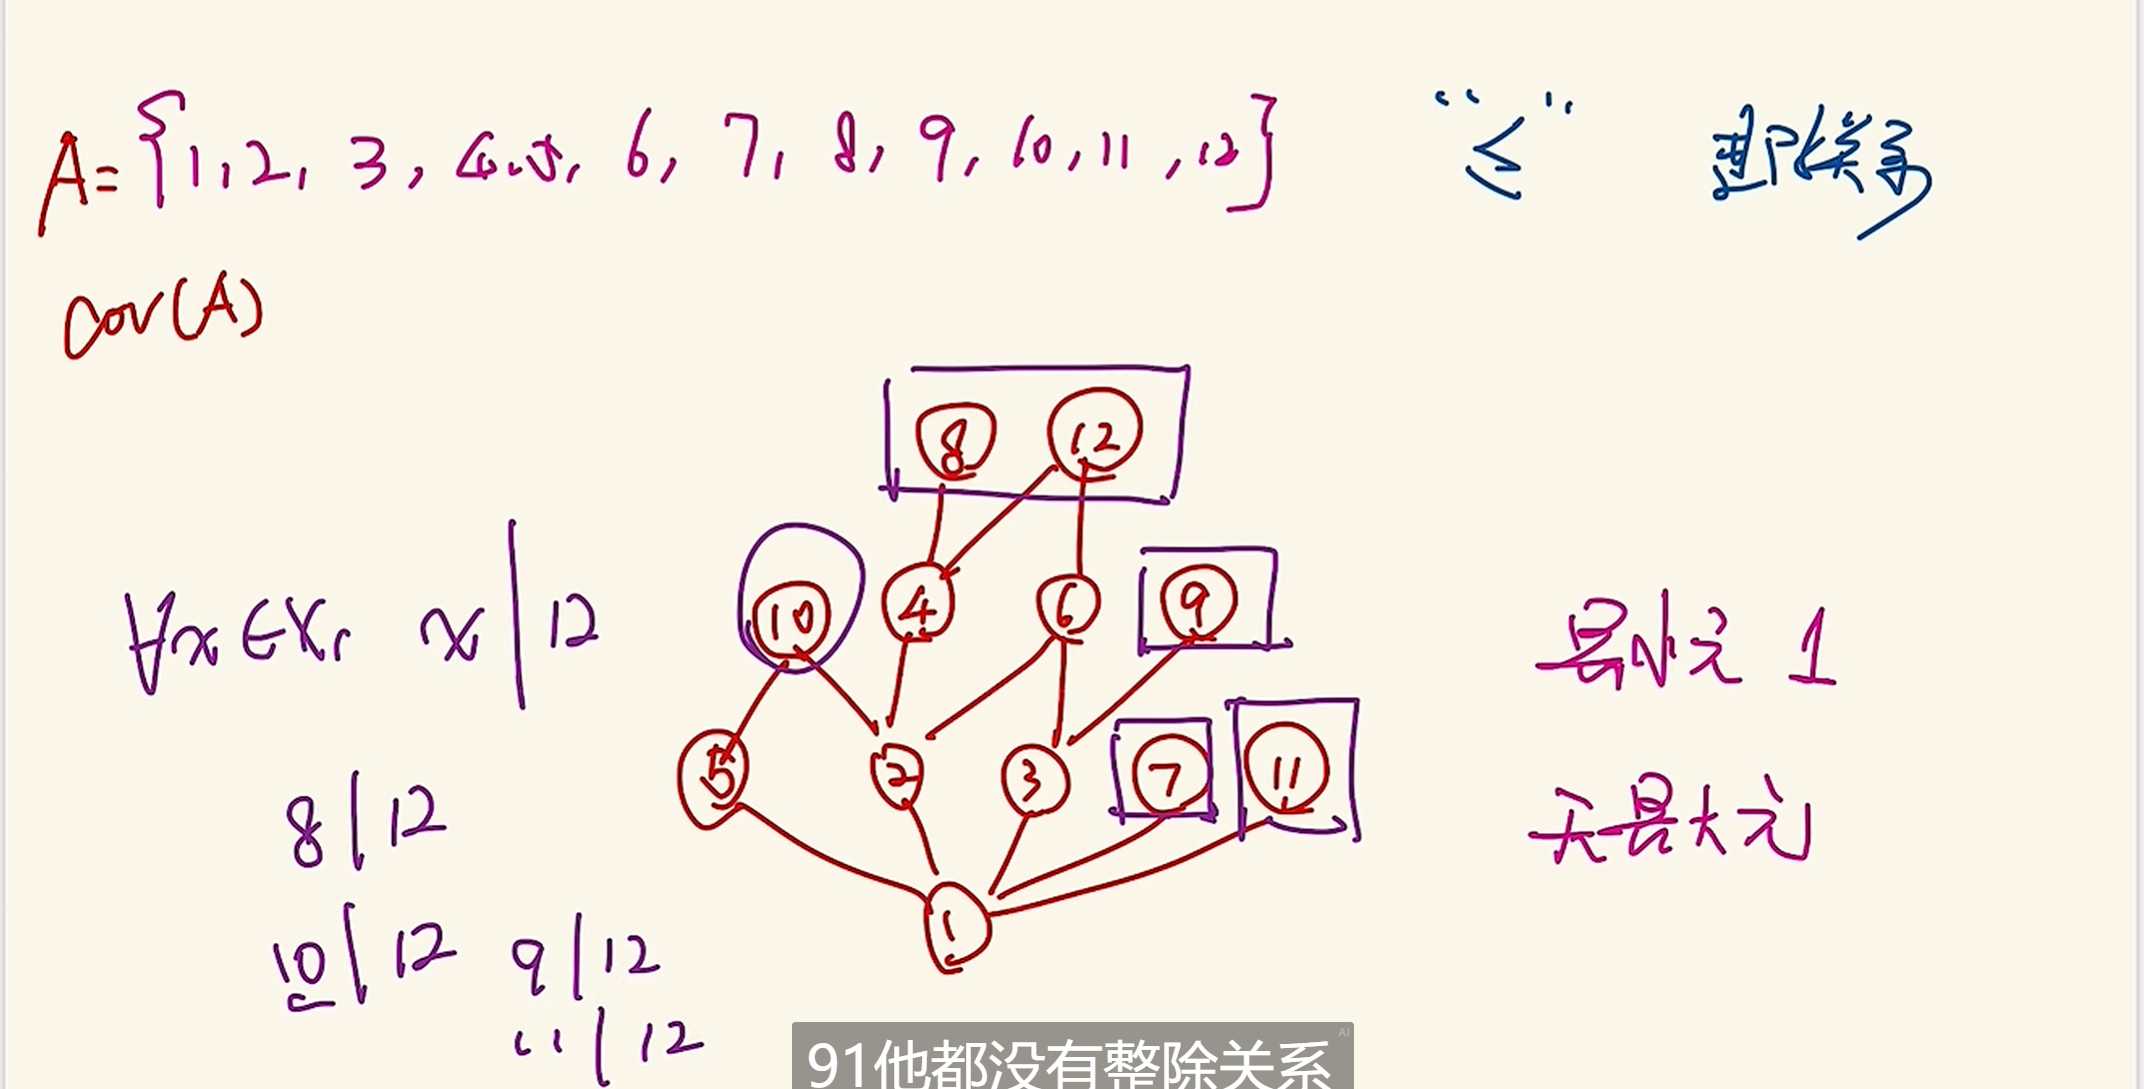 A={1,2, 3, 4,5, 6, 7, 8, 9, 10,11,12} “≤” 整除关系
cov(A)
8 12
10 4 6 9
∀x∈X, x|12 最小元 1
5 2 3 7 11
8|12 无最大元
1
10|12 9|12
11|12
91他都没有整除关系
AI